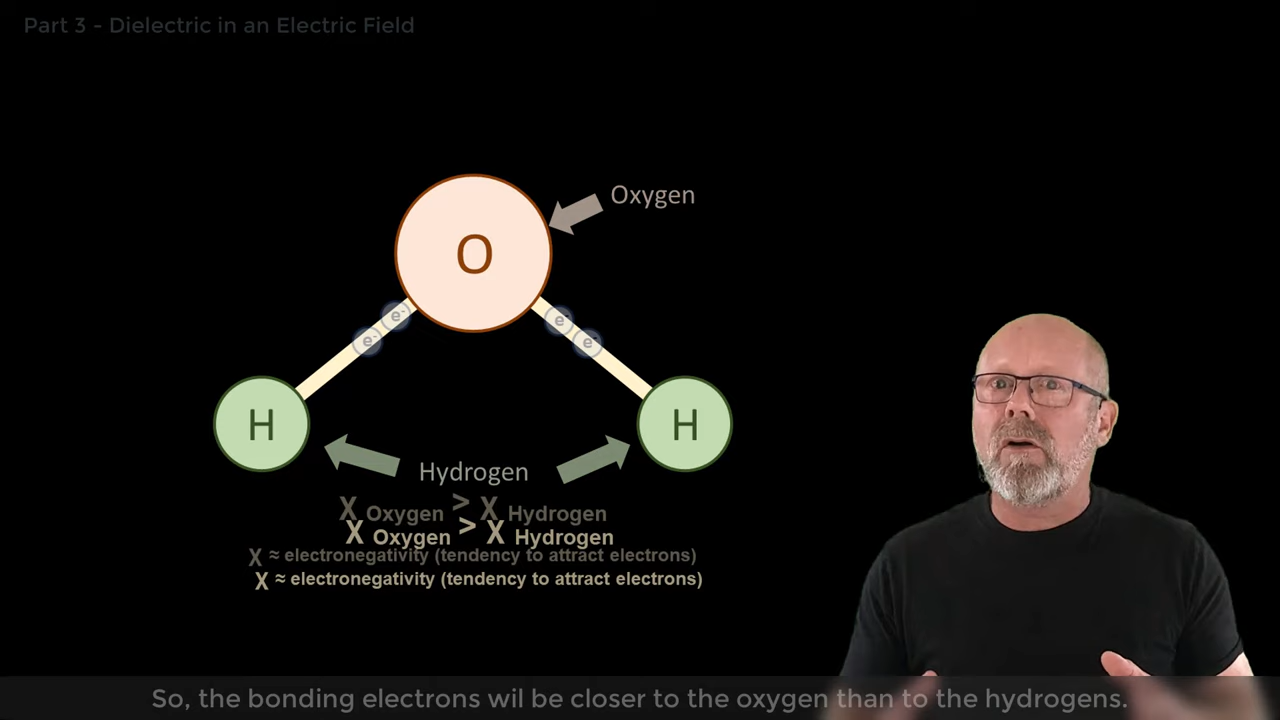 Part 3 - Dielectric in an Electric Field
Oxygen
O
e⁻ e⁻
e⁻ e⁻
H H
Hydrogen
X Oxygen > X Hydrogen
X Oxygen > X Hydrogen
X ≈ electronegativity (tendency to attract electrons)
X ≈ electronegativity (tendency to attract electrons)
So, the bonding electrons wil be closer to the oxygen than to the hydrogens.